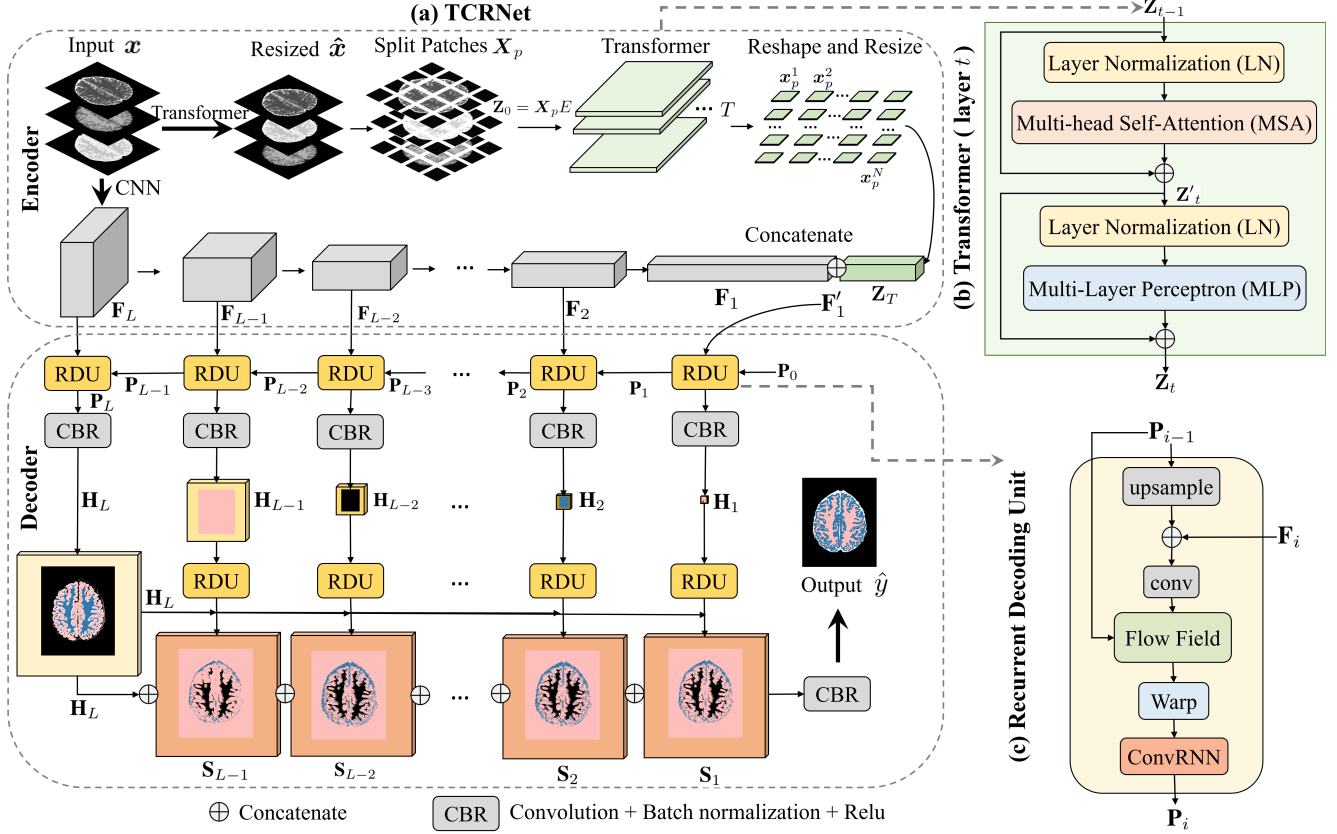 (a) TCRNet
Input x
Resized x̂
Split Patches X_p
Transformer
Reshape and Resize
Transformer
Z_0 = X_p E
... T
x_p^1 x_p^2 ...
...
... ...
...
x_p^N
Encoder
CNN
Concatenate
...
F_L
F_{L−1}
F_{L−2}
F_2
F_1
F′_1
Z_T
Decoder
RDU
P_{L−1}
RDU
P_{L−2}
RDU
P_{L−3}
...
P_2
RDU
P_1
RDU
P_0
P_L
CBR
CBR
CBR
CBR
CBR
H_L
H_{L−1}
H_{L−2}
...
H_2
H_1
RDU
RDU
...
RDU
RDU
Output ŷ
H_L
H_L
...
CBR
S_{L−1}
S_{L−2}
S_2
S_1
⊕ Concatenate
CBR Convolution + Batch normalization + Relu
(b) Transformer ( layer t )
Z_{t−1}
Layer Normalization (LN)
Multi-head Self-Attention (MSA)
Z′_t
Layer Normalization (LN)
Multi-Layer Perceptron (MLP)
Z_t
(c) Recurrent Decoding Unit
P_{i−1}
upsample
F_i
conv
Flow Field
Warp
ConvRNN
P_i